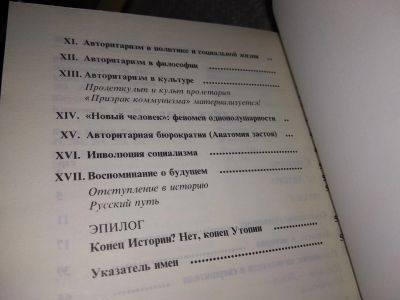 XI. Авторитаризм в политике и социальной жизни ..
XII. Авторитаризм в философии ....................
XIII. Авторитаризм в культуре ....................
Пролеткульт и культ пролетария
«Призрак коммунизма» материализуется!
XIV. «Новый человек»: феномен однополушарности ...
XV. Авторитарная бюрократия (Анатомия застоя) ....
XVI. Инволюция социализма ....................
XVII. Воспоминание о будущем ....................
Отступление в историю
Русский путь
ЭПИЛОГ
Конец Истории? Нет, конец Утопии ....................
Указатель имен ....................